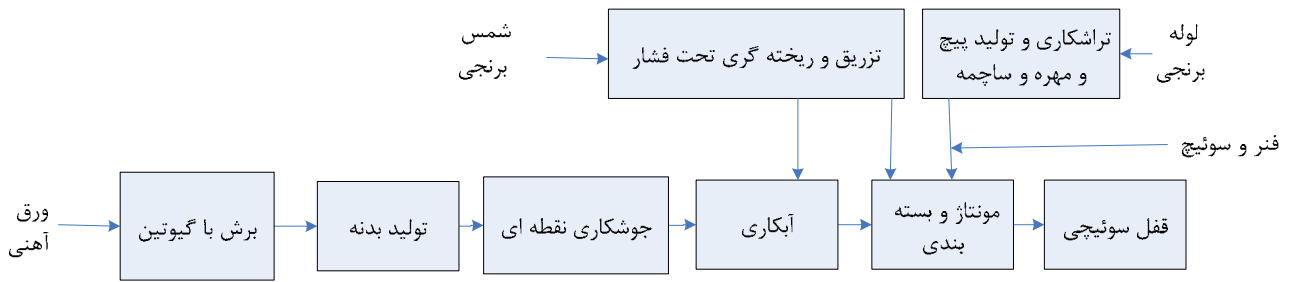 شمس
برنجی
تزریق و ریخته گری تحت فشار
تراشکاری و تولید پیچ
و مهره و ساچمه
لوله
برنجی
فنر و سوئیچ
ورق
آهنی
برش با گیوتین
تولید بدنه
جوشکاری نقطه ای
آبکاری
مونتاژ و بسته
بندی
قفل سوئیچی